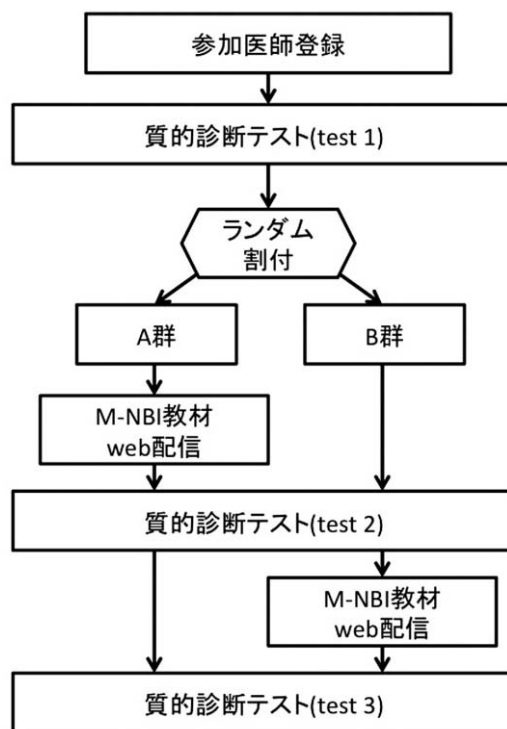 参加医師登録
質的診断テスト(test 1)
ランダム
割付
A群
B群
M-NBI教材
web配信
質的診断テスト(test 2)
M-NBI教材
web配信
質的診断テスト(test 3)